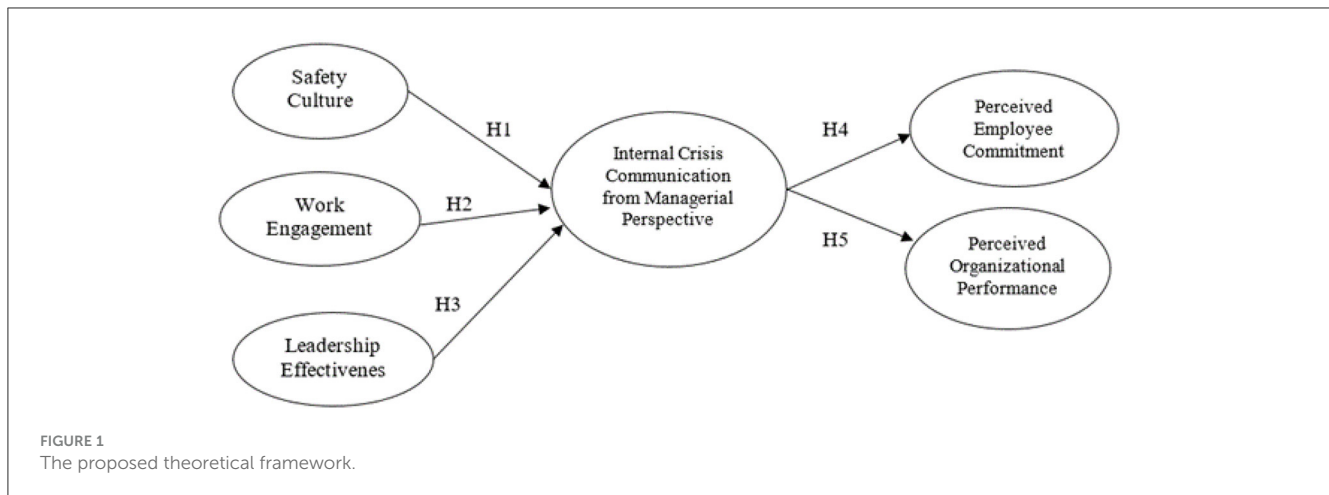 Safety
Culture
H1
Work
Engagement
H2
Leadership
Effectivenes
H3
Internal Crisis
Communication
from Managerial
Perspective
H4
Perceived
Employee
Commitment
H5
Perceived
Organizational
Performance
FIGURE 1
The proposed theoretical framework.